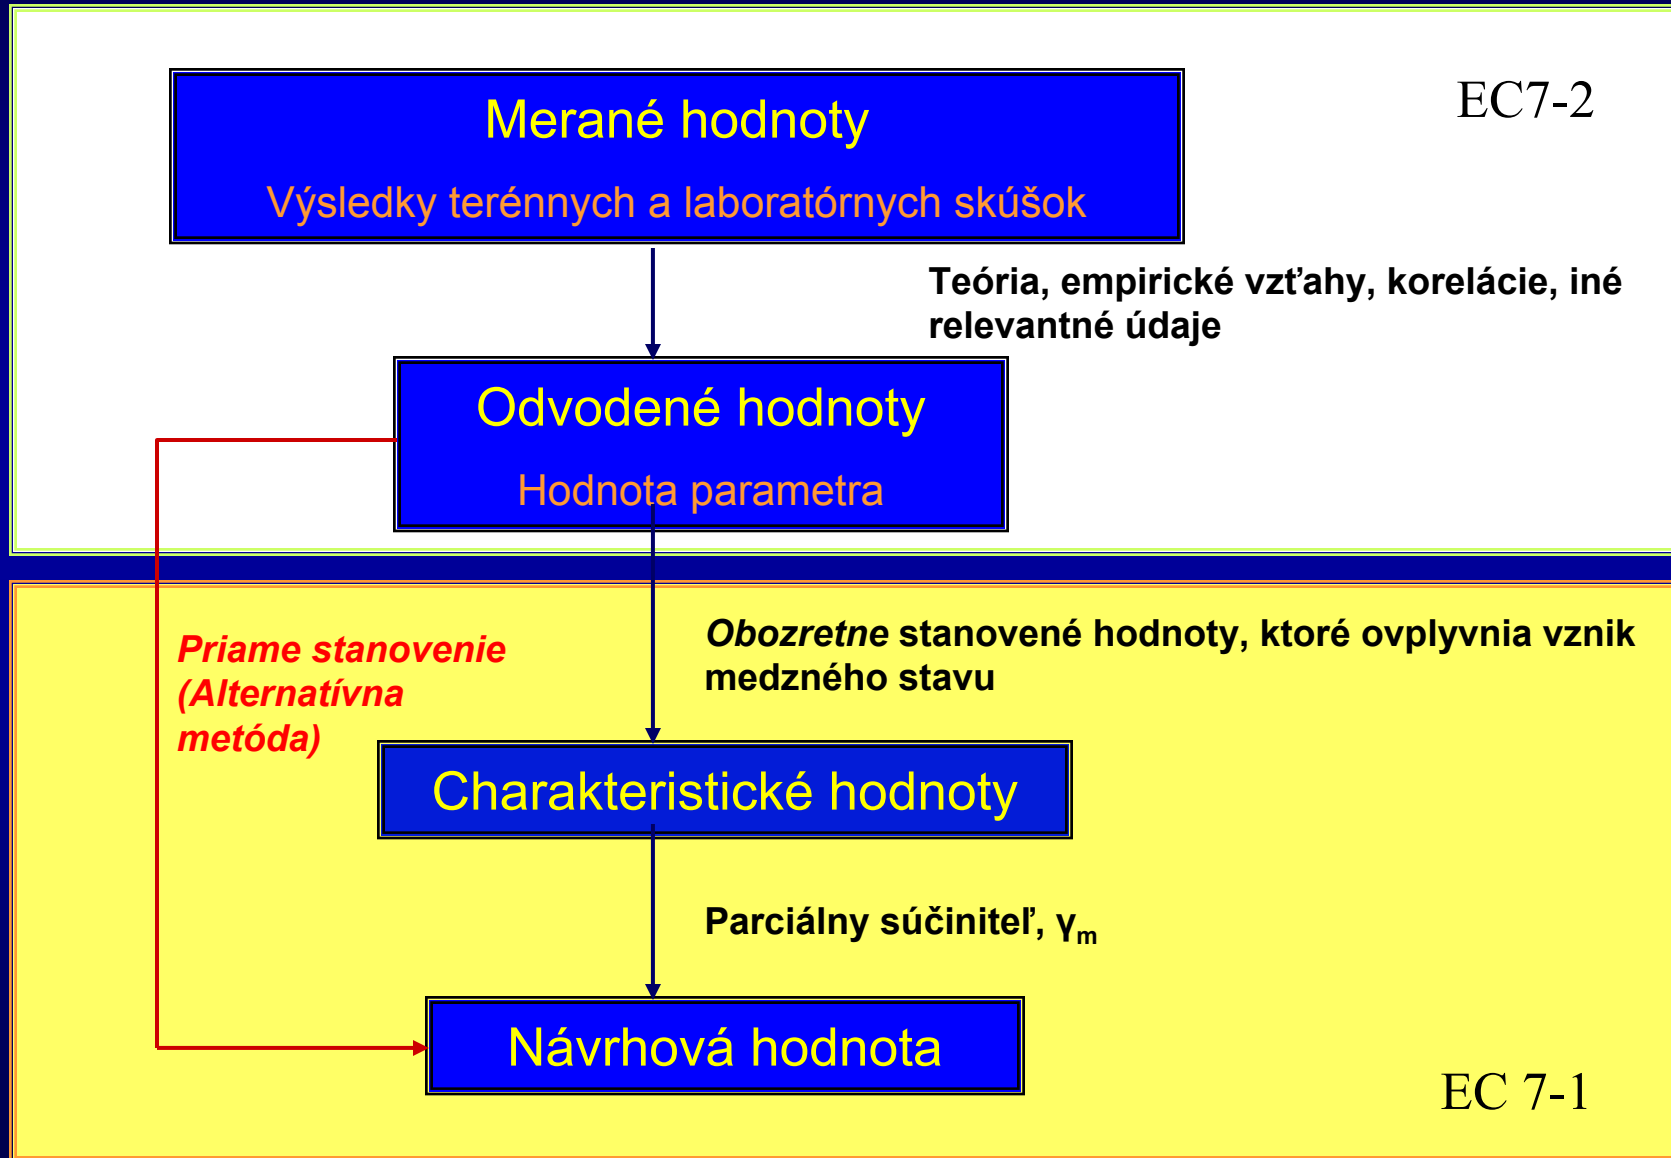 EC7-2
Merané hodnoty
Výsledky terénnych a laboratórnych skúšok
Teória, empirické vzťahy, korelácie, iné
relevantné údaje
Odvodené hodnoty
Hodnota parametra
Priame stanovenie
(Alternatívna
metóda)
Obozretne stanovené hodnoty, ktoré ovplyvnia vznik
medzného stavu
Charakteristické hodnoty
Parciálny súčiniteľ, γm
Návrhová hodnota
EC 7-1